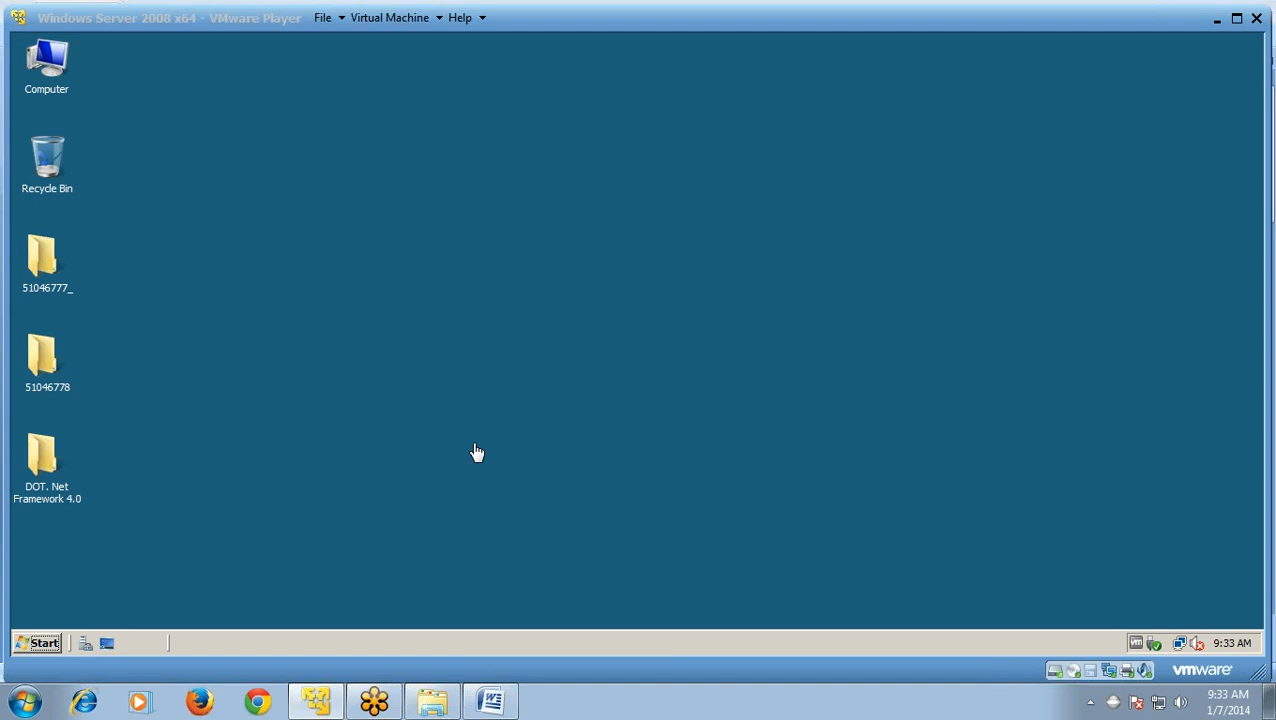 Windows Server 2008 x64 - VMware Player File Virtual Machine Help
Computer
Recycle Bin
51046777_
51046778
DOT. Net
Framework 4.0
Start
vm
9:33 AM
vmware
9:33 AM
1/7/2014